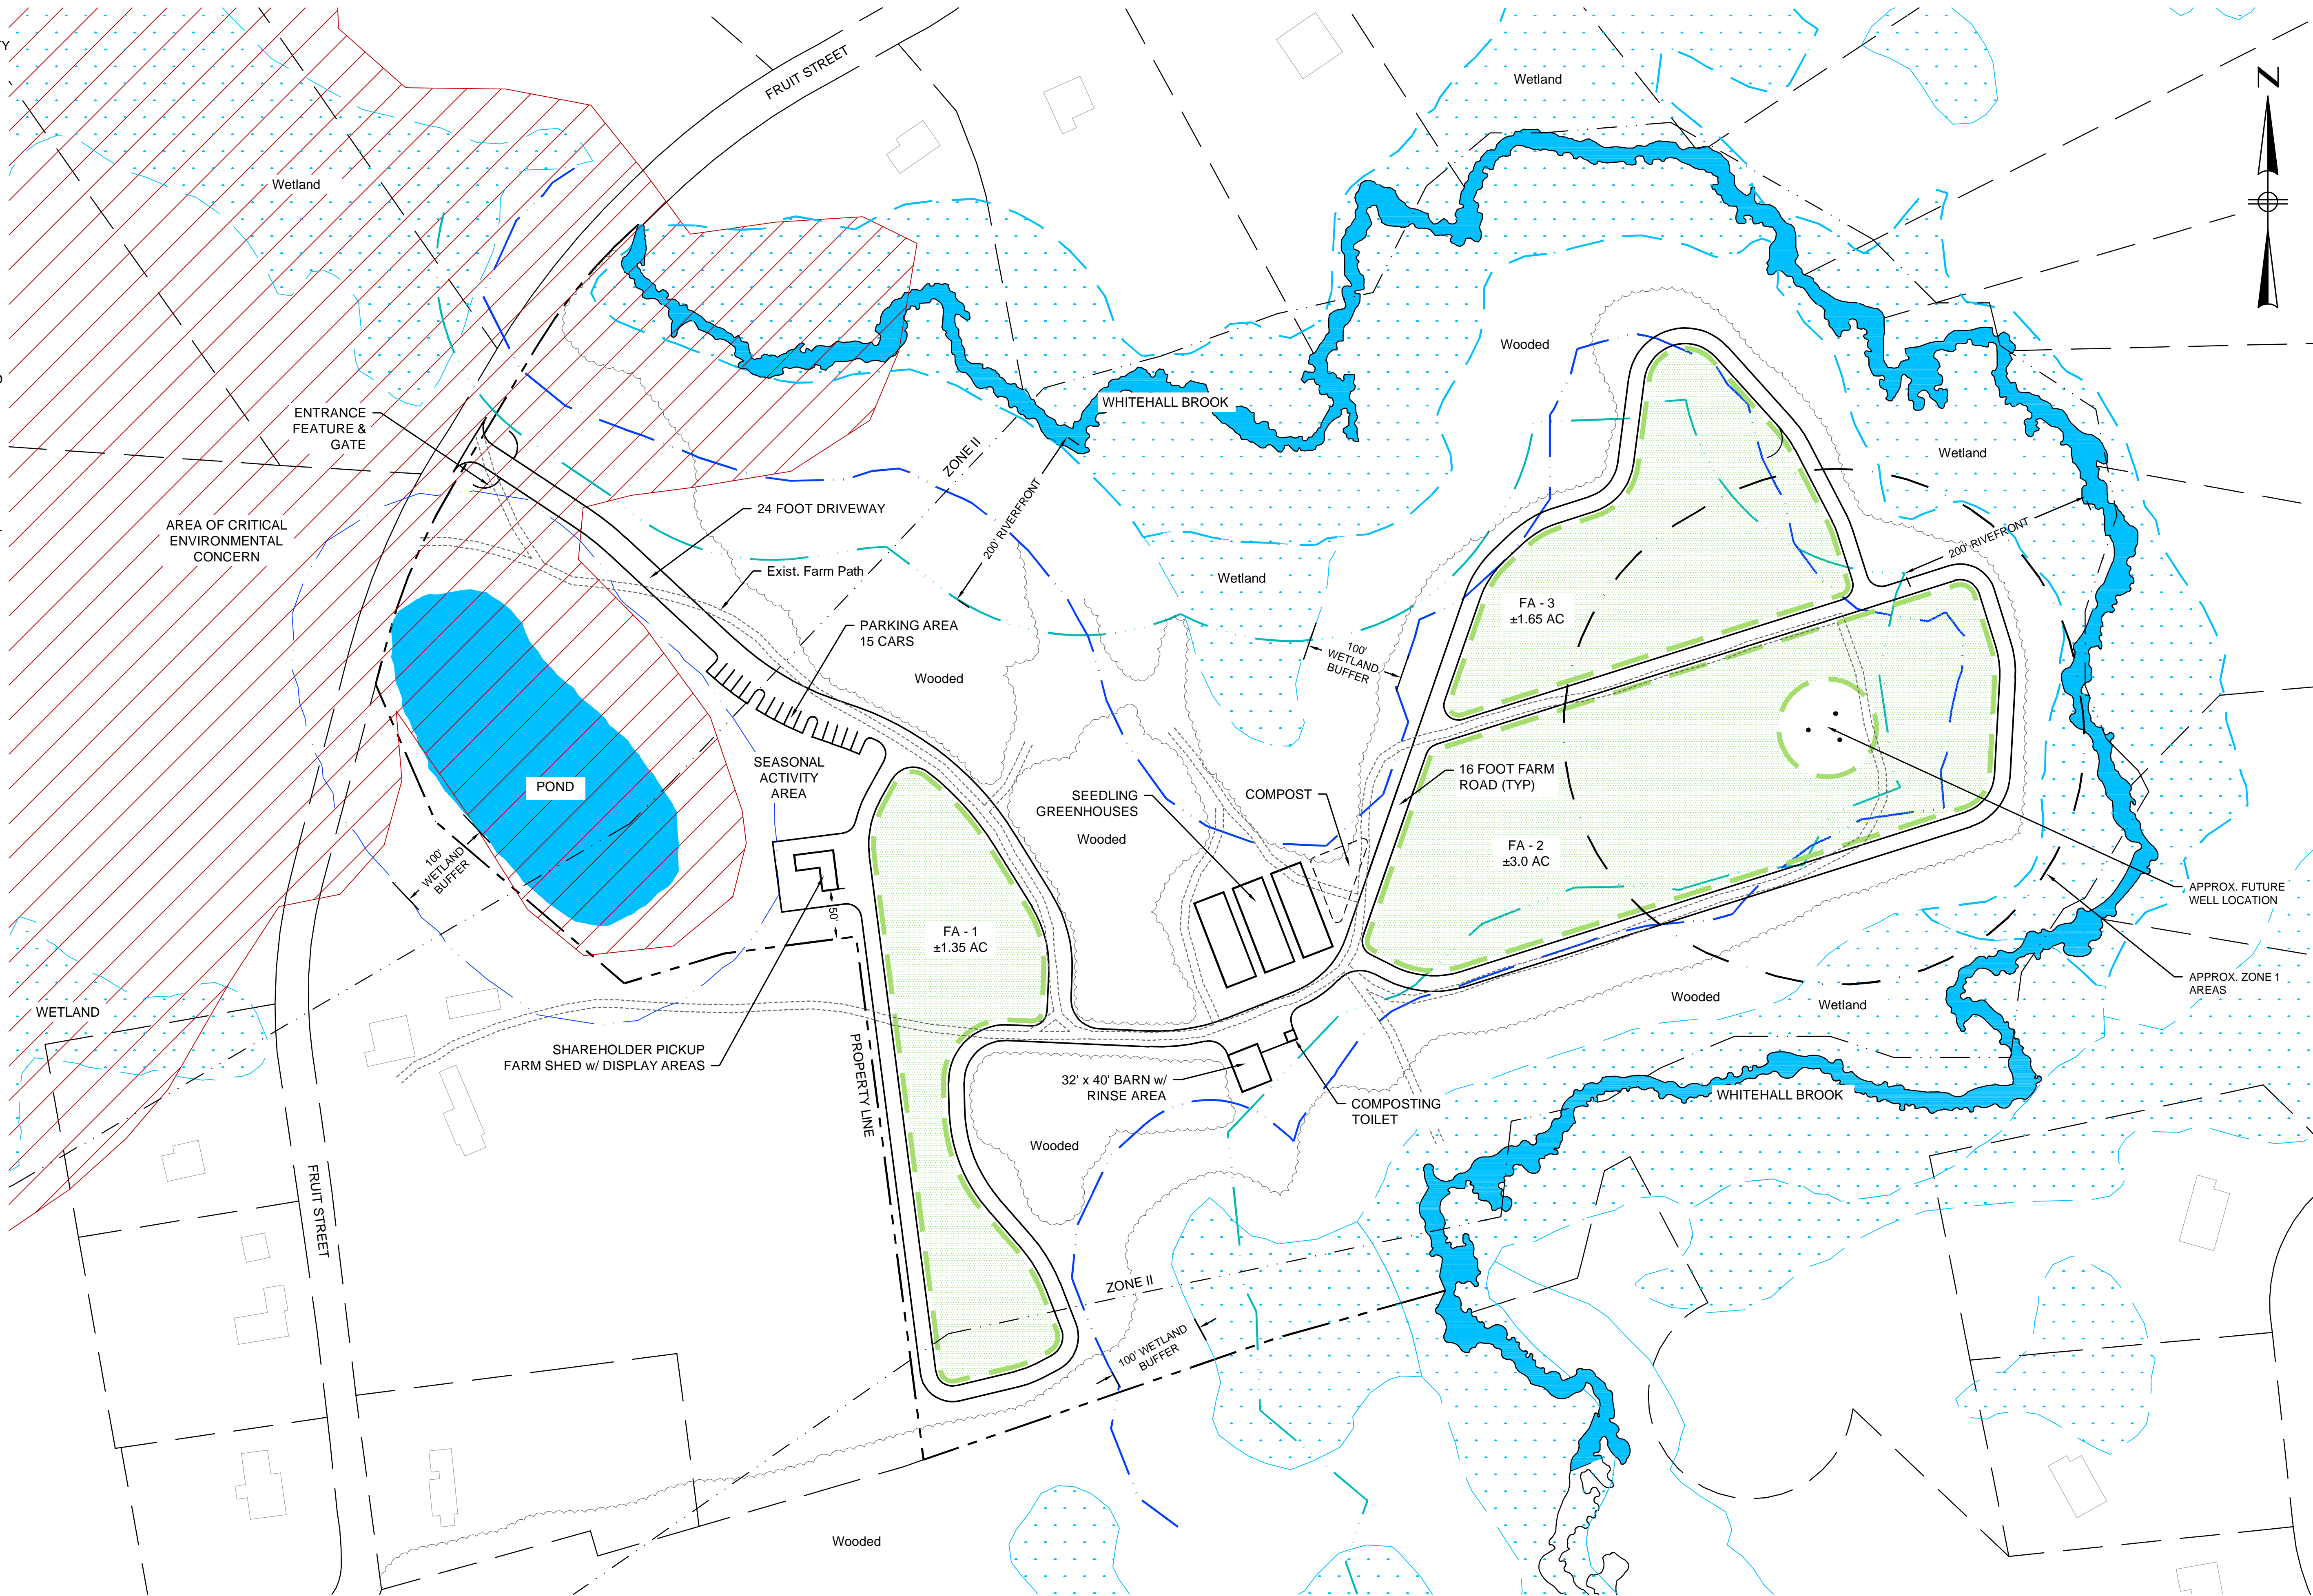 TY
FRUIT STREET
Wetland
N
Wetland
Wooded
D
ENTRANCE
FEATURE &
GATE
WHITEHALL BROOK
ZONE II
Wetland
24 FOOT DRIVEWAY
200' RIVERFRONT
AREA OF CRITICAL
ENVIRONMENTAL
CONCERN
200' RIVEFRONT
Exist. Farm Path
Wetland
FA - 3
±1.65 AC
PARKING AREA
15 CARS
100'
WETLAND
BUFFER
Wooded
SEASONAL
ACTIVITY
AREA
POND
16 FOOT FARM
ROAD (TYP)
SEEDLING
GREENHOUSES
COMPOST
Wooded
FA - 2
±3.0 AC
100'
WETLAND
BUFFER
APPROX. FUTURE
WELL LOCATION
50'
FA - 1
±1.35 AC
APPROX. ZONE 1
AREAS
WETLAND
Wooded
Wetland
SHAREHOLDER PICKUP
FARM SHED w/ DISPLAY AREAS
PROPERTY LINE
32' x 40' BARN w/
RINSE AREA
WHITEHALL BROOK
COMPOSTING
TOILET
Wooded
FRUIT STREET
ZONE II
100' WETLAND
BUFFER
Wooded